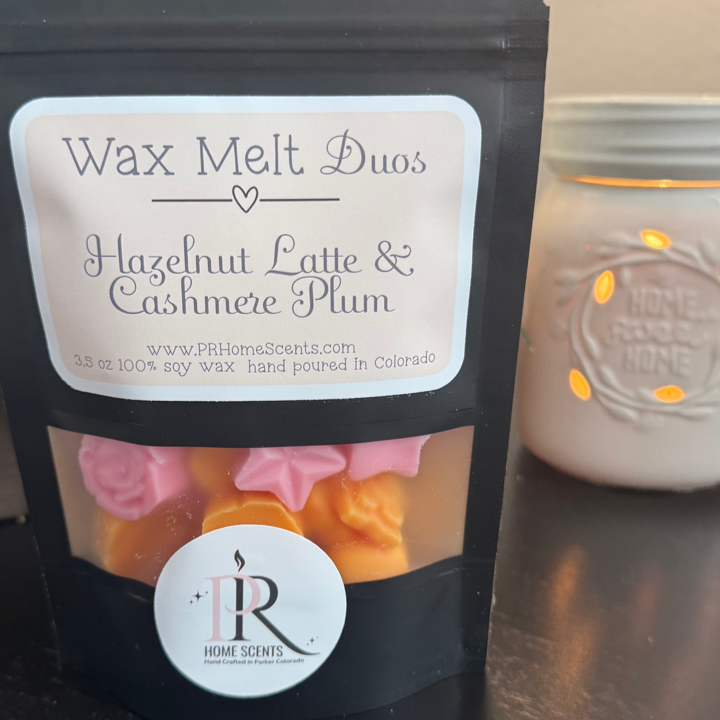 Wax Melt Duos
Hazelnut Latte &
Cashmere Plum
www.PRHomeScents.com
3.5 oz 100% soy wax hand poured in Colorado
PR
HOME SCENTS
Hand Crafted in Parker Colorado
HOME
Sweet
HOME